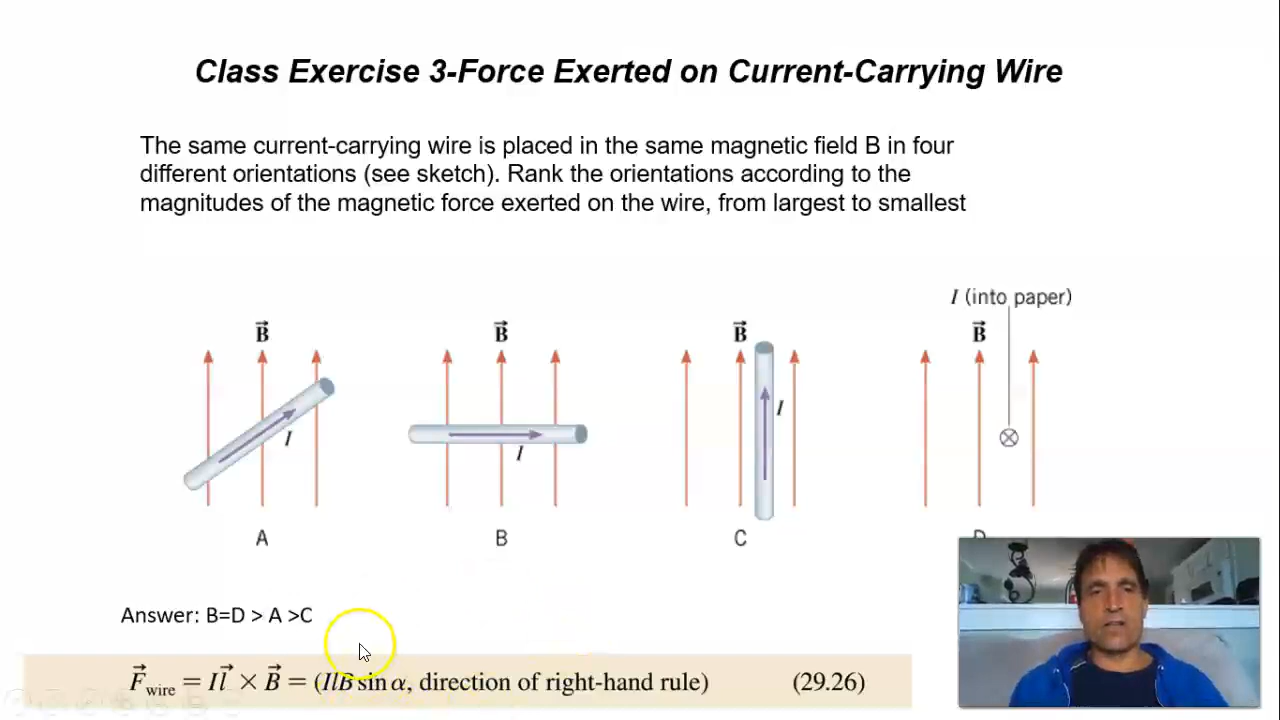 Class Exercise 3-Force Exerted on Current-Carrying Wire
The same current-carrying wire is placed in the same magnetic field B in four
different orientations (see sketch). Rank the orientations according to the
magnitudes of the magnetic force exerted on the wire, from largest to smallest
I (into paper)
B⃗ B⃗ B⃗ B⃗
I I I
A B C D
Answer: B=D > A >C
F⃗wire = Il⃗ × B⃗ = (IlB sin α, direction of right-hand rule) (29.26)